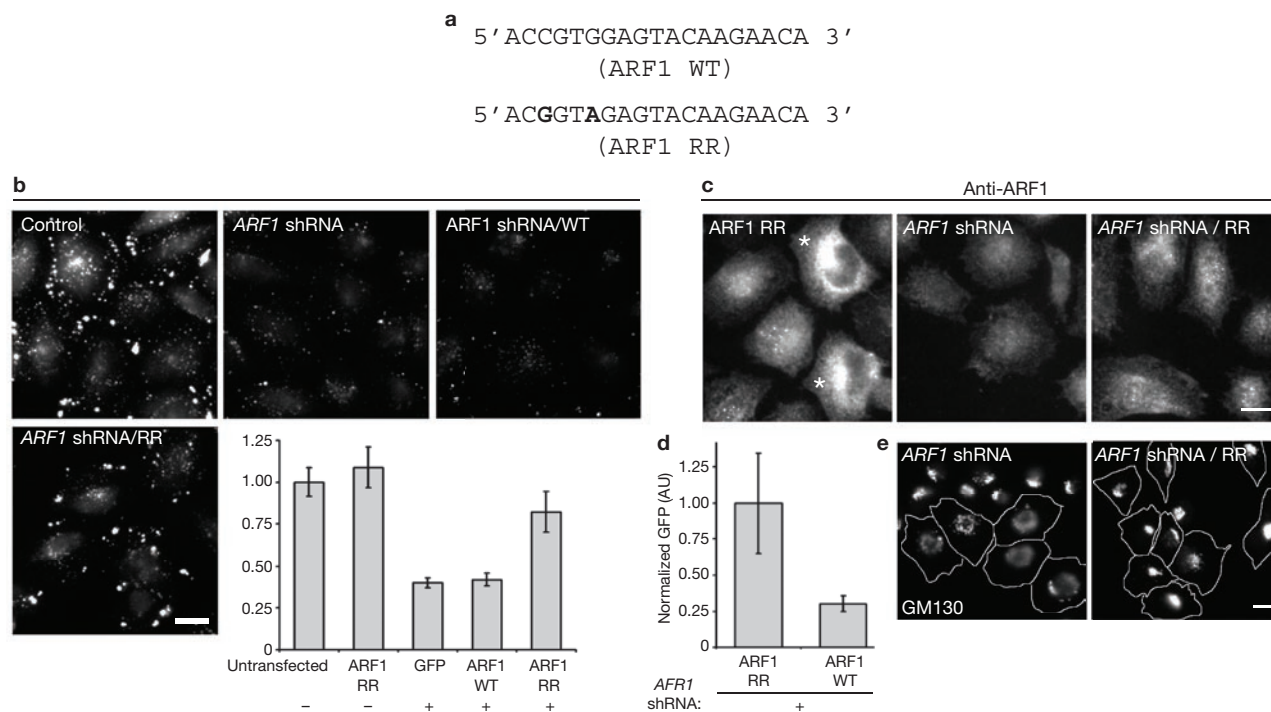 a
5'ACCGTGGAGTACAAGAACA 3'
(ARF1 WT)
5'ACGGTAGAGTACAAGAACA 3'
(ARF1 RR)
b
Control
ARF1 shRNA
ARF1 shRNA/WT
ARF1 shRNA/RR
1.25
1.00
0.75
0.50
0.25
0
Untransfected
ARF1 RR
GFP
ARF1 WT
ARF1 RR
– – + + +
c
Anti-ARF1
ARF1 RR
*
*
ARF1 shRNA
ARF1 shRNA / RR
d
Normalized GFP (AU)
1.25
1.00
0.75
0.50
0.25
0
ARF1 RR
ARF1 WT
AFR1 shRNA:
+
e
ARF1 shRNA
GM130
ARF1 shRNA / RR